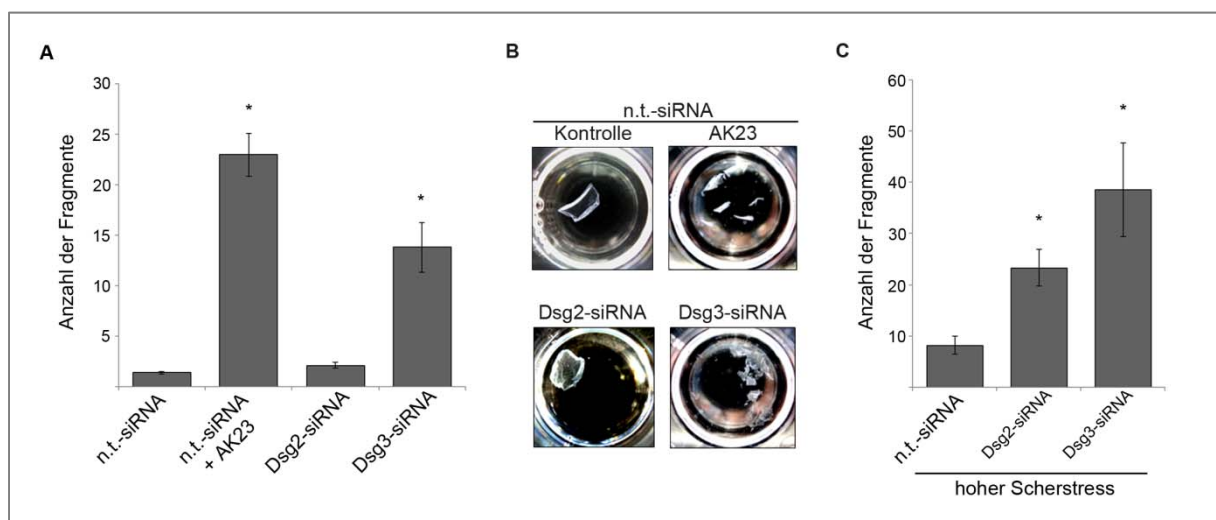 A
Anzahl der Fragmente
30
25
20
15
10
5
n.t.-siRNA
n.t.-siRNA
+ AK23
Dsg2-siRNA
Dsg3-siRNA
*
*
B
n.t.-siRNA
Kontrolle AK23
Dsg2-siRNA Dsg3-siRNA
C
Anzahl der Fragmente
60
50
40
30
20
10
0
*
*
n.t.-siRNA
Dsg2-siRNA
Dsg3-siRNA
hoher Scherstress